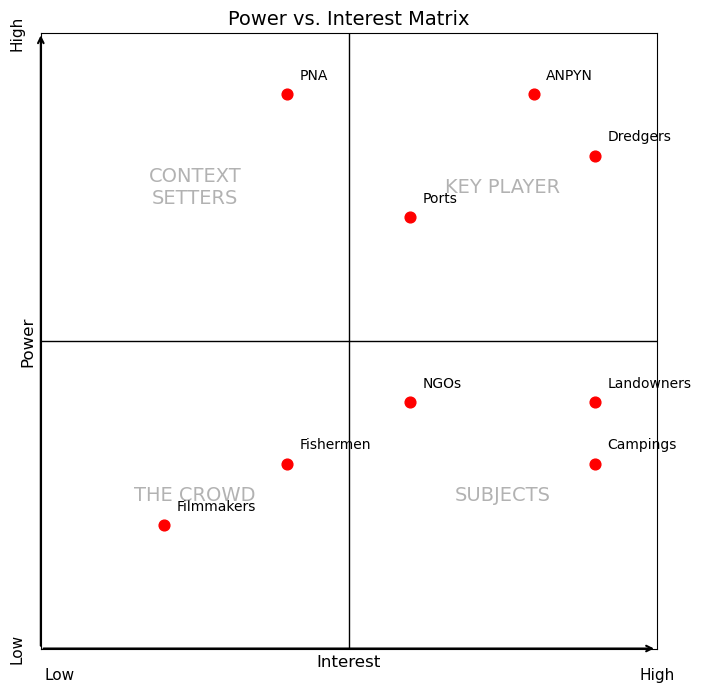 Power vs. Interest Matrix
High
PNA
ANPYN
Dredgers
CONTEXT
SETTERS
KEY PLAYER
Ports
Power
NGOs
Landowners
Fishermen
Campings
THE CROWD
SUBJECTS
Filmmakers
Low
Interest
Low
High